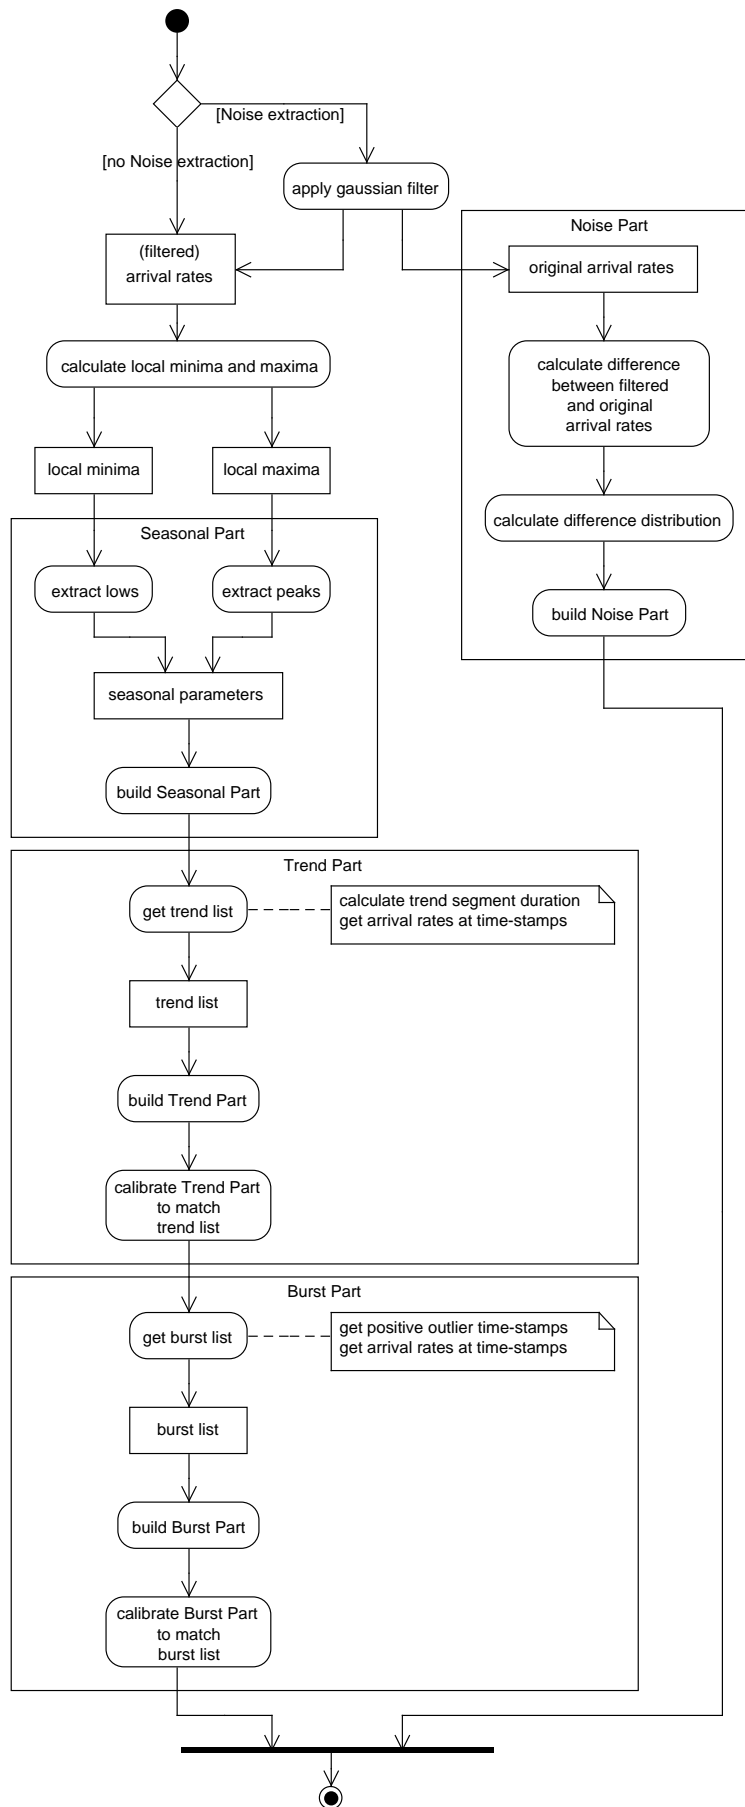 [Noise extraction]
[no Noise extraction]
apply gaussian filter
Noise Part
(filtered)
arrival rates
original arrival rates
calculate local minima and maxima
calculate difference
between filtered
and original
arrival rates
local minima
local maxima
calculate difference distribution
Seasonal Part
extract lows
extract peaks
build Noise Part
seasonal parameters
build Seasonal Part
Trend Part
get trend list
calculate trend segment duration
get arrival rates at time-stamps
trend list
build Trend Part
calibrate Trend Part
to match
trend list
Burst Part
get burst list
get positive outlier time-stamps
get arrival rates at time-stamps
burst list
build Burst Part
calibrate Burst Part
to match
burst list